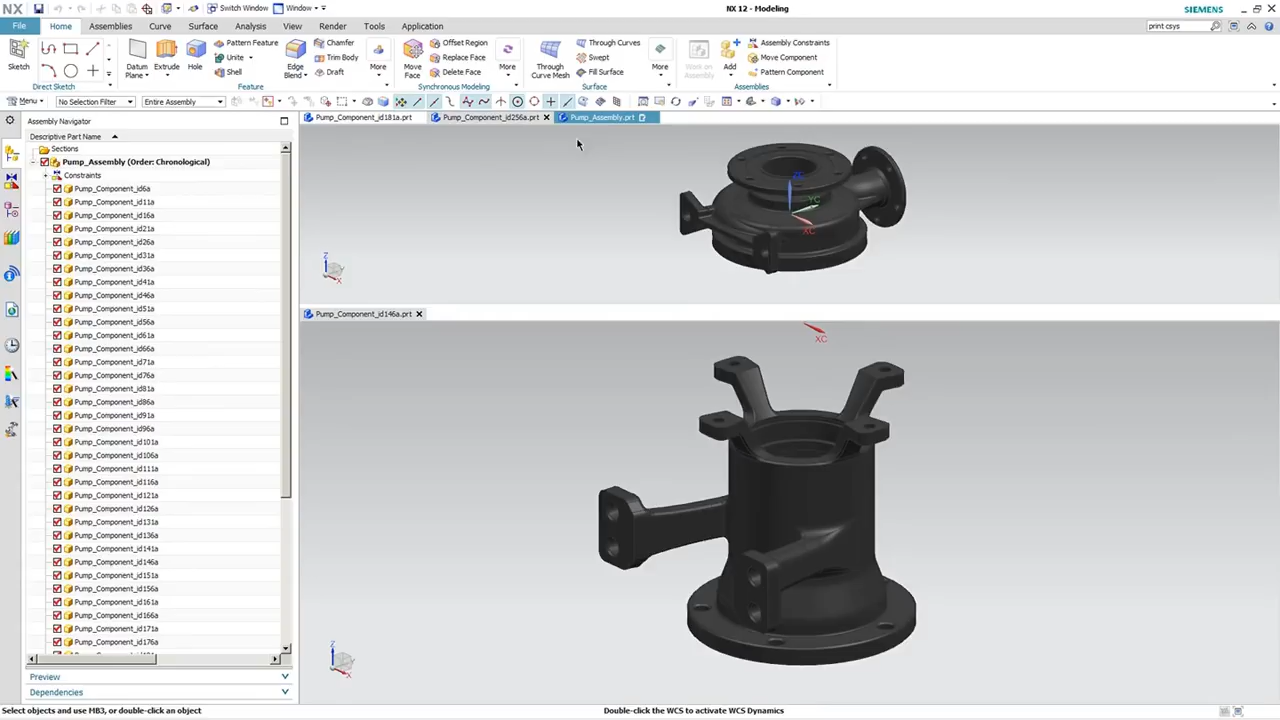 NX
Switch Window
Window
NX 12 - Modeling
SIEMENS
File
Home
Assemblies
Curve
Surface
Analysis
View
Render
Tools
Application
print csys
Sketch
Direct Sketch
Datum Plane
Extrude
Hole
Pattern Feature
Unite
Shell
Edge Blend
Chamfer
Trim Body
Draft
More
Feature
Move Face
Offset Region
Replace Face
Delete Face
More
Synchronous Modeling
Through Curve Mesh
Through Curves
Swept
Fill Surface
More
Surface
Work on Assembly
Add
Assembly Constraints
Move Component
Pattern Component
Assemblies
Menu
No Selection Filter
Entire Assembly
Assembly Navigator
Pump_Component_id181a.prt
Pump_Component_id256a.prt
Pump_Assembly.prt
Descriptive Part Name
Sections
Pump_Assembly (Order: Chronological)
Constraints
Pump_Component_id6a
Pump_Component_id11a
Pump_Component_id16a
Pump_Component_id21a
Pump_Component_id26a
Pump_Component_id31a
Pump_Component_id36a
Pump_Component_id41a
Pump_Component_id46a
Pump_Component_id51a
Pump_Component_id56a
Pump_Component_id61a
Pump_Component_id66a
Pump_Component_id71a
Pump_Component_id76a
Pump_Component_id81a
Pump_Component_id86a
Pump_Component_id91a
Pump_Component_id96a
Pump_Component_id101a
Pump_Component_id106a
Pump_Component_id111a
Pump_Component_id116a
Pump_Component_id121a
Pump_Component_id126a
Pump_Component_id131a
Pump_Component_id136a
Pump_Component_id141a
Pump_Component_id146a
Pump_Component_id151a
Pump_Component_id156a
Pump_Component_id161a
Pump_Component_id166a
Pump_Component_id171a
Pump_Component_id176a
Preview
Dependencies
ZC
YC
XC
Z
X
Pump_Component_id146a.prt
XC
Z
X
Select objects and use MB3, or double-click an object
Double-click the WCS to activate WCS Dynamics